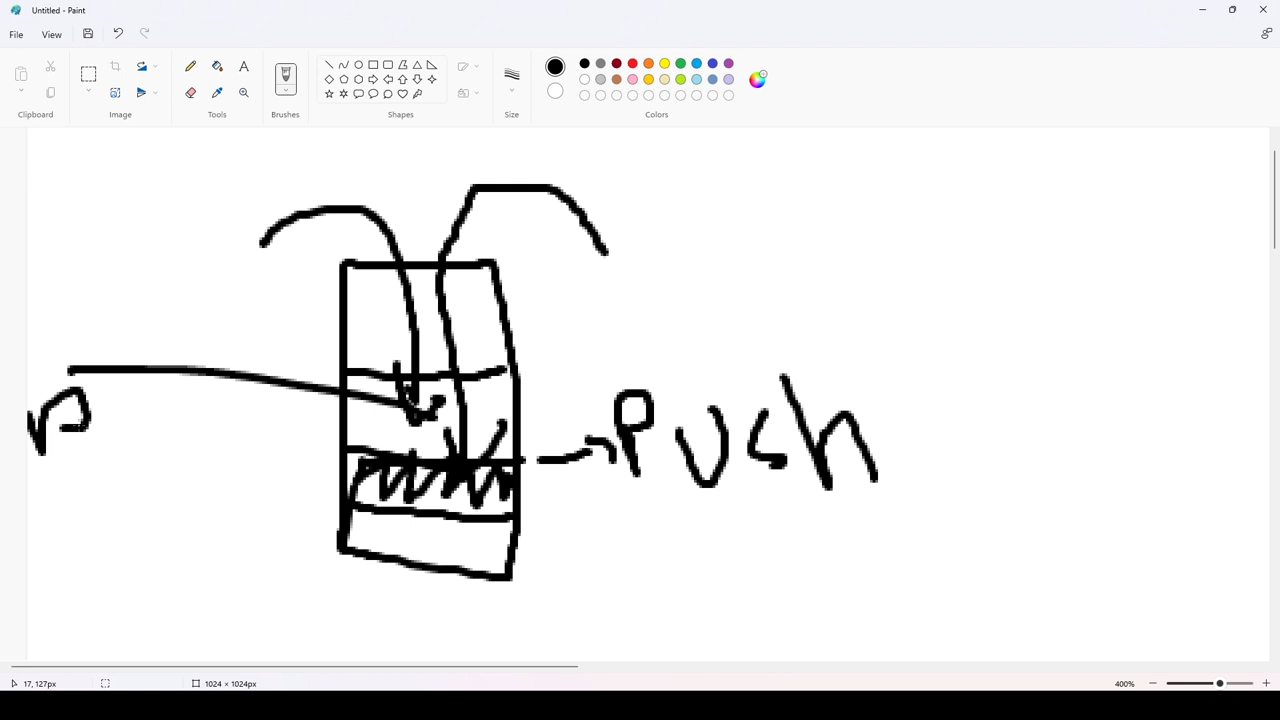 Untitled - Paint
File
View
Clipboard
Image
Tools
Brushes
Shapes
Size
Colors
p
Push
17, 127px
1024 × 1024px
400%